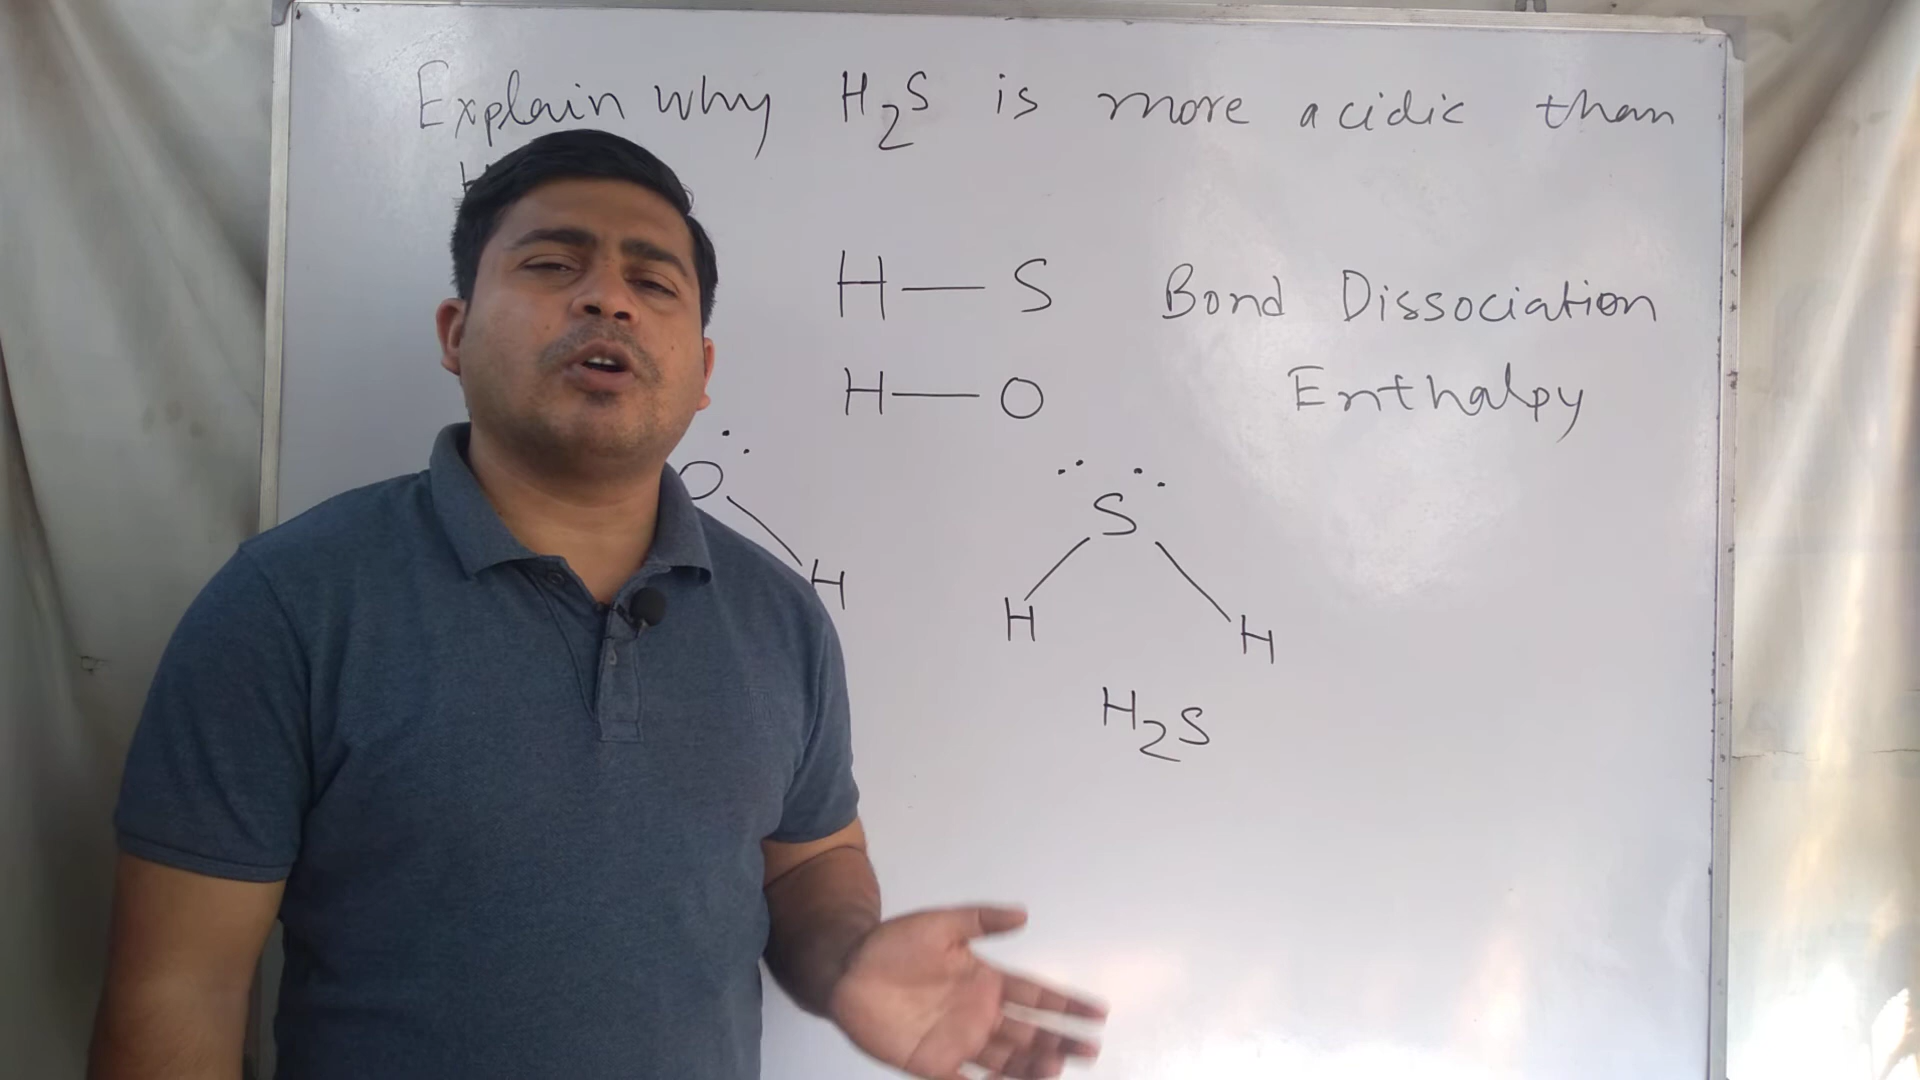 Explain why H2S is more acidic than
H
H—S Bond Dissociation
H—O Enthalpy
O
H
S
H H
H2S